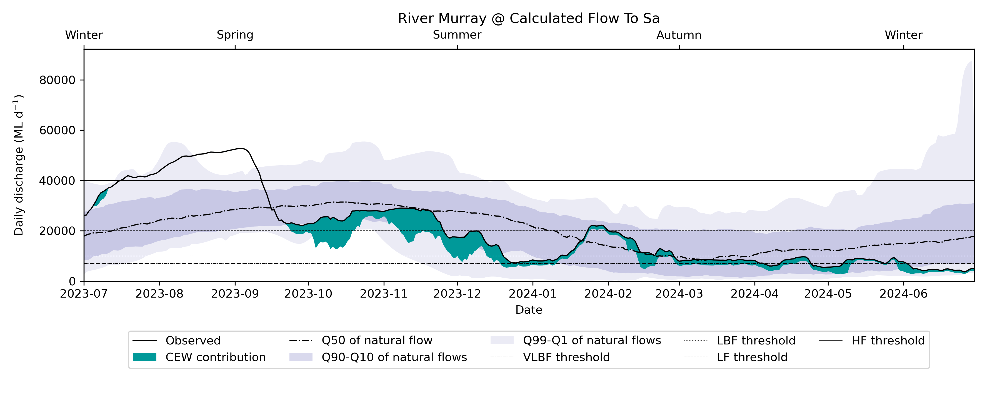 River Murray @ Calculated Flow To Sa
Winter Spring Summer Autumn Winter
Daily discharge (ML d⁻¹)
80000
60000
40000
20000
0
2023-07 2023-08 2023-09 2023-10 2023-11 2023-12 2024-01 2024-02 2024-03 2024-04 2024-05 2024-06
Date
Observed Q50 of natural flow Q99-Q1 of natural flows LBF threshold HF threshold
CEW contribution Q90-Q10 of natural flows VLBF threshold LF threshold